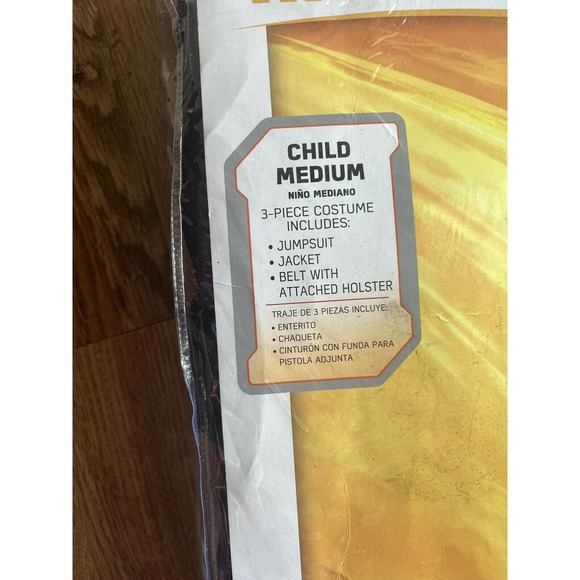 CHILD
MEDIUM
NIÑO MEDIANO
3-PIECE COSTUME
INCLUDES:
• JUMPSUIT
• JACKET
• BELT WITH
ATTACHED HOLSTER
TRAJE DE 3 PIEZAS INCLUYE:
• ENTERITO
• CHAQUETA
• CINTURÓN CON FUNDA PARA
PISTOLA ADJUNTA